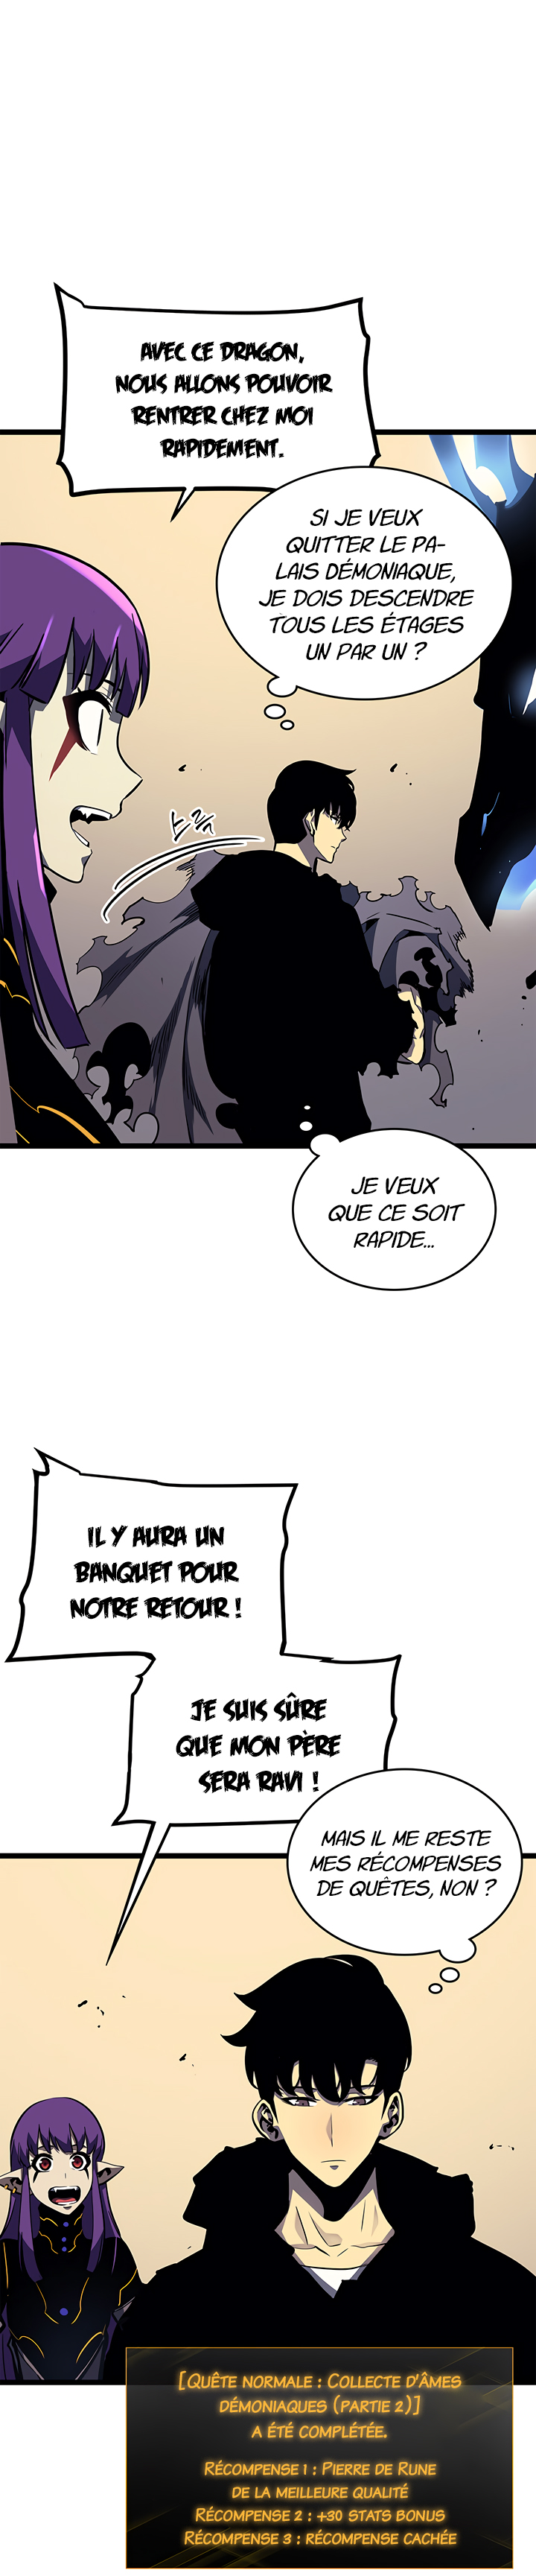 AVEC CE DRAGON,
NOUS ALLONS POUVOIR
RENTRER CHEZ MOI
RAPIDEMENT.
SI JE VEUX
QUITTER LE PA-
LAIS DÉMONIAQUE,
JE DOIS DESCENDRE
TOUS LES ÉTAGES
UN PAR UN ?
JE VEUX
QUE CE SOIT
RAPIDE...
IL Y AURA UN
BANQUET POUR
NOTRE RETOUR !
JE SUIS SÛRE
QUE MON PÈRE
SERA RAVI !
MAIS IL ME RESTE
MES RÉCOMPENSES
DE QUÊTES, NON ?
[QUÊTE NORMALE : COLLECTE D'ÂMES
DÉMONIAQUES (PARTIE 2)]
A ÉTÉ COMPLÉTÉE.
RÉCOMPENSE 1 : PIERRE DE RUNE
DE LA MEILLEURE QUALITÉ
RÉCOMPENSE 2 : +30 STATS BONUS
RÉCOMPENSE 3 : RÉCOMPENSE CACHÉE